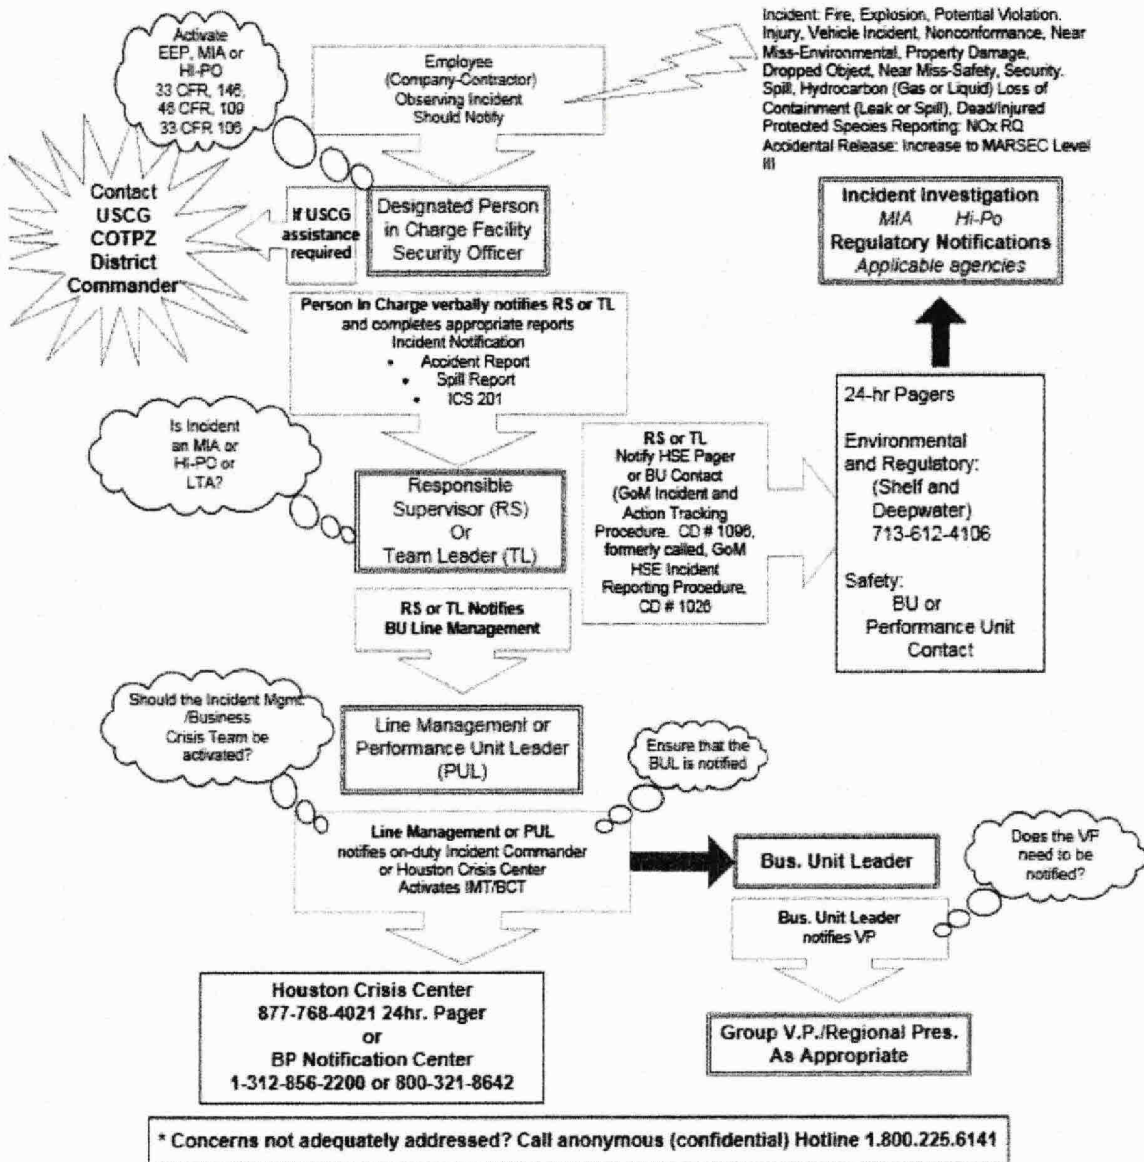 Activate
EEP, MIA or
HI-PO
33 CFR, 146,
46 CFR, 109
33 CFR 106
Employee
(Company-Contractor)
Observing Incident
Should Notify
Incident: Fire, Explosion, Potential Violation.
Injury, Vehicle Incident, Nonconformance, Near
Miss-Environmental, Property Damage,
Dropped Object, Near Miss-Safety, Security.
Spill, Hydrocarbon (Gas or Liquid) Loss of
Containment (Leak or Spill), Dead/Injured
Protected Species Reporting: NOx RQ
Accidental Release: Increase to MARSEC Level
III
Contact
USCG
COTPZ
District
Commander
If USCG
assistance
required
Designated Person
in Charge Facility
Security Officer
Incident Investigation
MIA Hi-Po
Regulatory Notifications
Applicable agencies
Person In Charge verbally notifies RS or TL
and completes appropriate reports
Incident Notification
• Accident Report
• Spill Report
• ICS 201
Is Incident
an MIA or
Hi-PO or
LTA?
Responsible
Supervisor (RS)
Or
Team Leader (TL)
RS or TL
Notify HSE Pager
or BU Contact
(GoM Incident and
Action Tracking
Procedure. CD # 1096,
formerly called, GoM
HSE Incident
Reporting Procedure,
CD # 1026
24-hr Pagers
Environmental
and Regulatory:
(Shelf and
Deepwater)
713-612-4106
Safety:
BU or
Performance Unit
Contact
RS or TL Notifies
BU Line Management
Should the Incident Mgmt.
/Business
Crisis Team be
activated?
Line Management or
Performance Unit Leader
(PUL)
Ensure that the
BUL is notified
Line Management or PUL
notifies on-duty Incident Commander
or Houston Crisis Center
Activates IMT/BCT
Bus. Unit Leader
Does the VP
need to be
notified?
Bus. Unit Leader
notifies VP
Houston Crisis Center
877-768-4021 24hr. Pager
or
BP Notification Center
1-312-856-2200 or 800-321-8642
Group V.P./Regional Pres.
As Appropriate
* Concerns not adequately addressed? Call anonymous (confidential) Hotline 1.800.225.6141